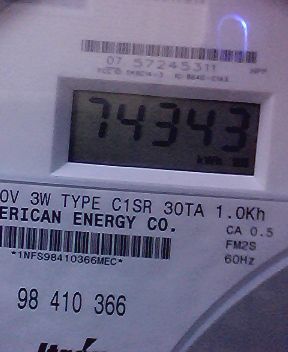 07 57245311
74343
kWh
0V 3W TYPE C1SR 30TA 1.0Kh
ERICAN ENERGY CO.
CA 0.5
FM2S
60Hz
*1NFS98410366MEC*
98 410 366